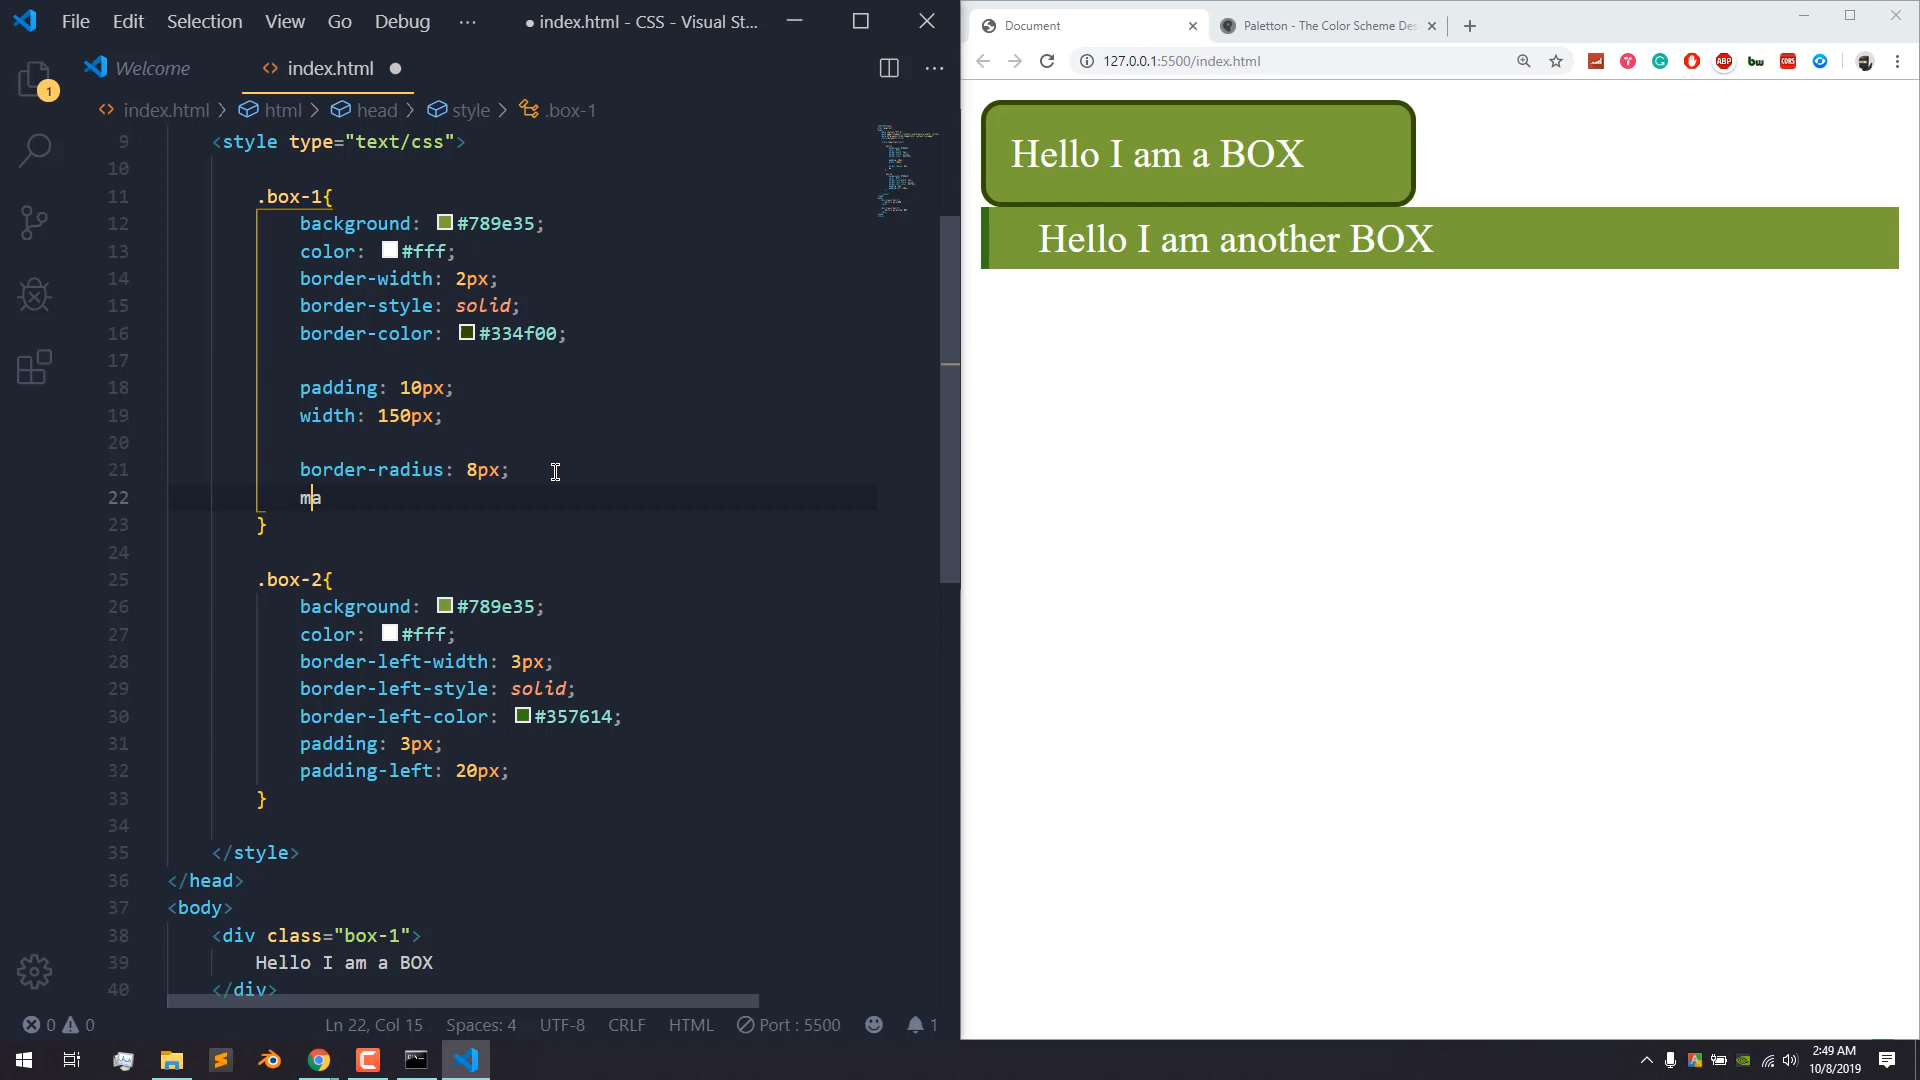 File Edit Selection View Go Debug ··· ● index.html - CSS - Visual St...
Welcome
<> index.html ●
1
<> index.html > html > head > style > .box-1
9 <style type="text/css">
10
11 .box-1{
12 background: #789e35;
13 color: #fff;
14 border-width: 2px;
15 border-style: solid;
16 border-color: #334f00;
17
18 padding: 10px;
19 width: 150px;
20
21 border-radius: 8px;
22 ma
23 }
24
25 .box-2{
26 background: #789e35;
27 color: #fff;
28 border-left-width: 3px;
29 border-left-style: solid;
30 border-left-color: #357614;
31 padding: 3px;
32 padding-left: 20px;
33 }
34
35 </style>
36 </head>
37 <body>
38 <div class="box-1">
39 Hello I am a BOX
40 </div>
0 0 Ln 22, Col 15 Spaces: 4 UTF-8 CRLF HTML Port : 5500 1
Document
Paletton - The Color Scheme Des
127.0.0.1:5500/index.html
ABP bw CORS
Hello I am a BOX
Hello I am another BOX
2:49 AM
10/8/2019